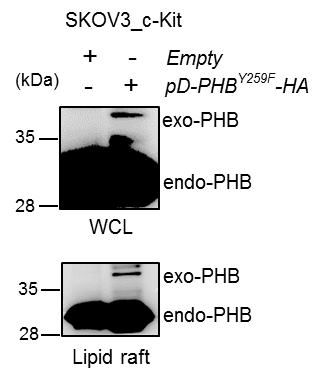 SKOV3_c-Kit
+ - Empty
(kDa) - + pD-PHBY259F-HA
exo-PHB
35
endo-PHB
28
WCL
exo-PHB
35
endo-PHB
28
Lipid raft